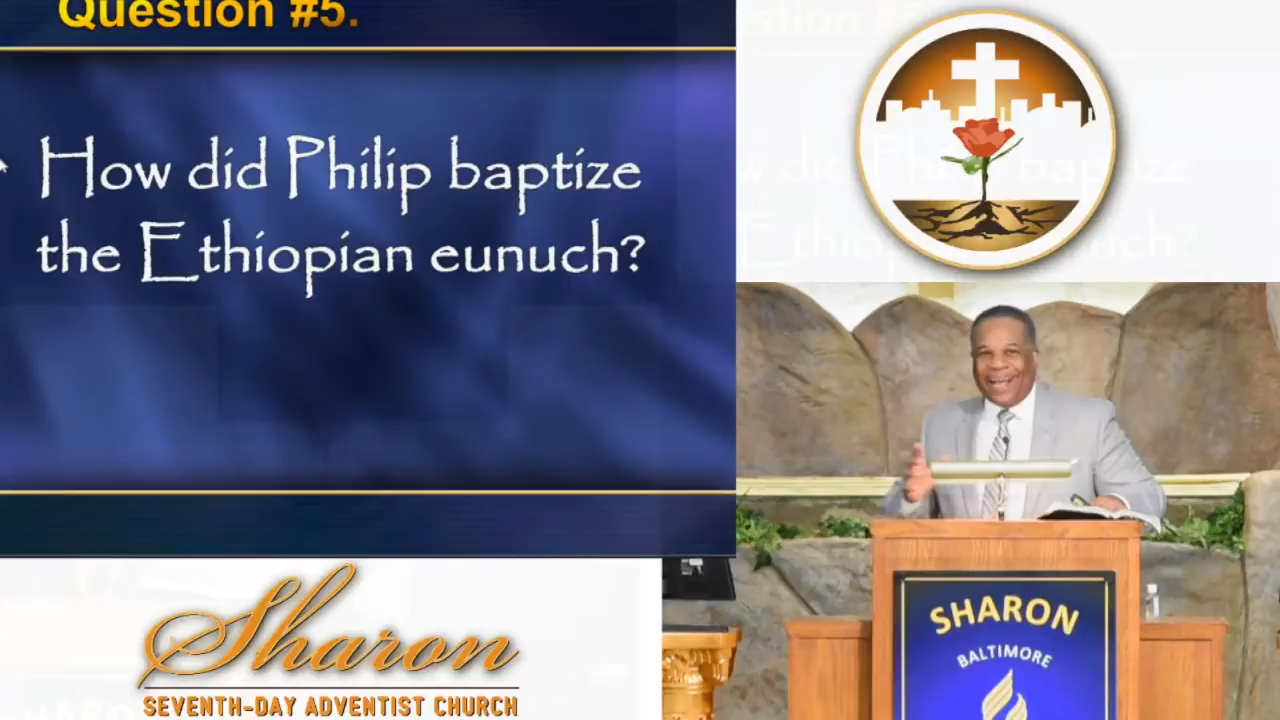 Question #5.
How did Philip baptize
the Ethiopian eunuch?
SHARON
BALTIMORE
Sharon
SEVENTH-DAY ADVENTIST CHURCH